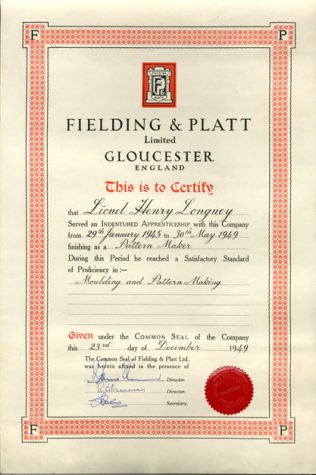 F P
FIELDING & PLATT
Limited
GLOUCESTER
ENGLAND
This is to Certify
that Lionel Henry Longney
Served an INDENTURED APPRENTICESHIP with this Company
from 29th January 1945 to 30th May 1949
finishing as a Pattern Maker
During this Period he reached a Satisfactory Standard
of Proficiency in :—
Moulding and Pattern Making
Given under the COMMON SEAL of the Company
this 23rd day of December 1949
The Common Seal of Fielding & Platt Ltd.
was hereto affixed in the presence of
Director.
Director.
Secretary.
F P